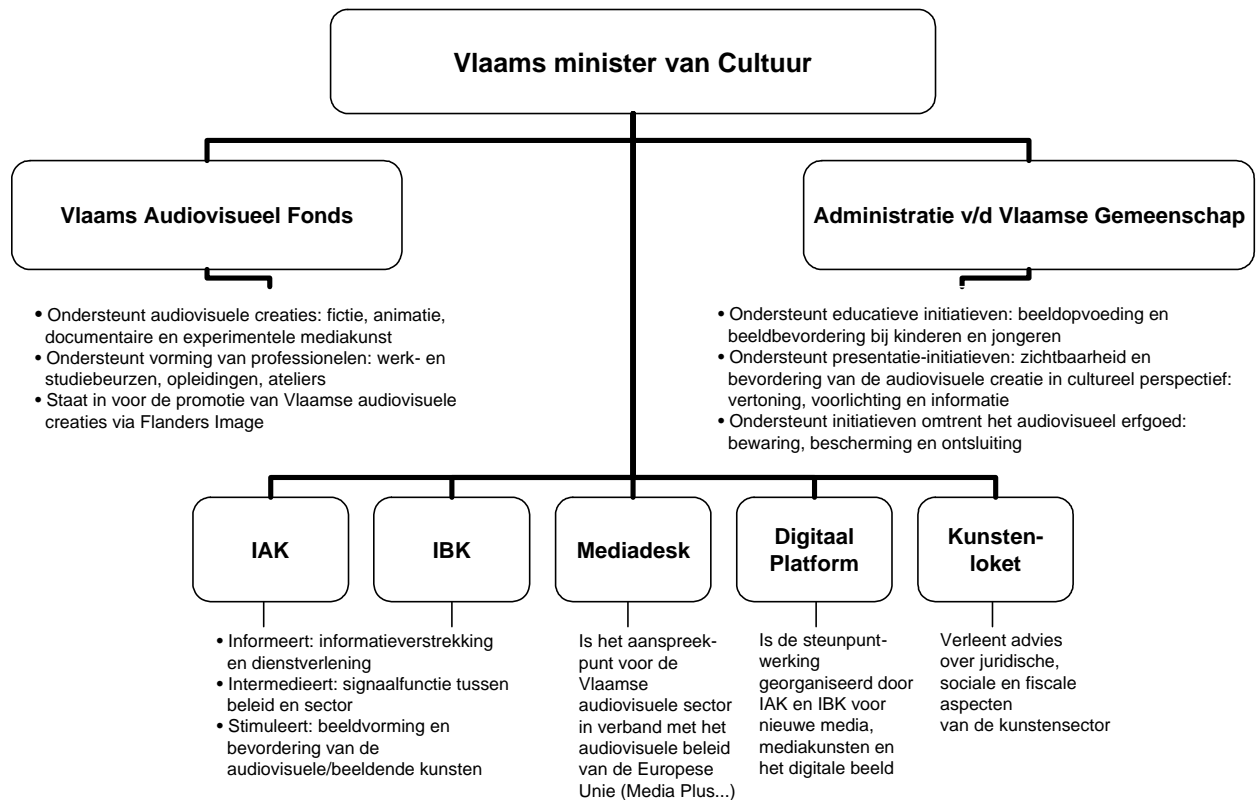 Vlaams minister van Cultuur
Vlaams Audiovisueel Fonds
• Ondersteunt audiovisuele creaties: fictie, animatie,
documentaire en experimentele mediakunst
• Ondersteunt vorming van professionelen: werk- en
studiebeurzen, opleidingen, ateliers
• Staat in voor de promotie van Vlaamse audiovisuele
creaties via Flanders Image
Administratie v/d Vlaamse Gemeenschap
• Ondersteunt educatieve initiatieven: beeldopvoeding en
beeldbevordering bij kinderen en jongeren
• Ondersteunt presentatie-initiatieven: zichtbaarheid en
bevordering van de audiovisuele creatie in cultureel perspectief:
vertoning, voorlichting en informatie
• Ondersteunt initiatieven omtrent het audiovisueel erfgoed:
bewaring, bescherming en ontsluiting
IAK
IBK
• Informeert: informatieverstrekking
en dienstverlening
• Intermedieert: signaalfunctie tussen
beleid en sector
• Stimuleert: beeldvorming en
bevordering van de
audiovisuele/beeldende kunsten
Mediadesk
Is het aanspreek-
punt voor de
Vlaamse
audiovisuele sector
in verband met het
audiovisuele beleid
van de Europese
Unie (Media Plus...)
Digitaal
Platform
Is de steunpunt-
werking
georganiseerd door
IAK en IBK voor
nieuwe media,
mediakunsten en
het digitale beeld
Kunsten-
loket
Verleent advies
over juridische,
sociale en fiscale
aspecten
van de kunstensector